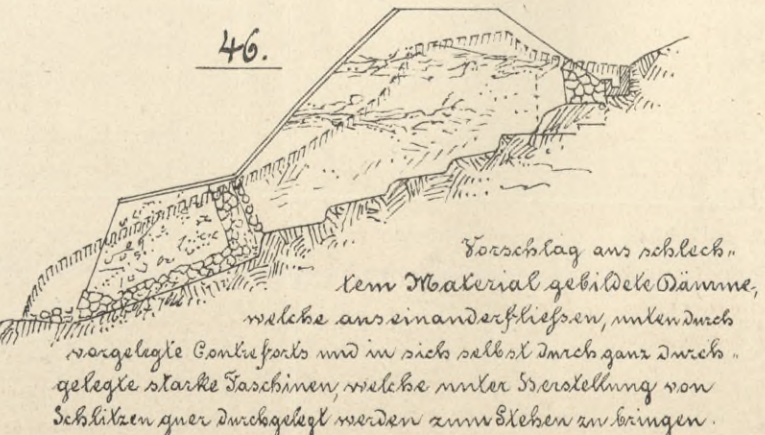 46.
Vorschlag aus schlech-
tem Material gebildete Dämme,
welche auseinanderfließen, unten durch
vorgelegte Contreforts und in sich selbst durch ganz durch-
gelegte starke Faschinen, welche unter Herstellung von
Schlitzen quer durchgelegt werden zum Stehen zu bringen.